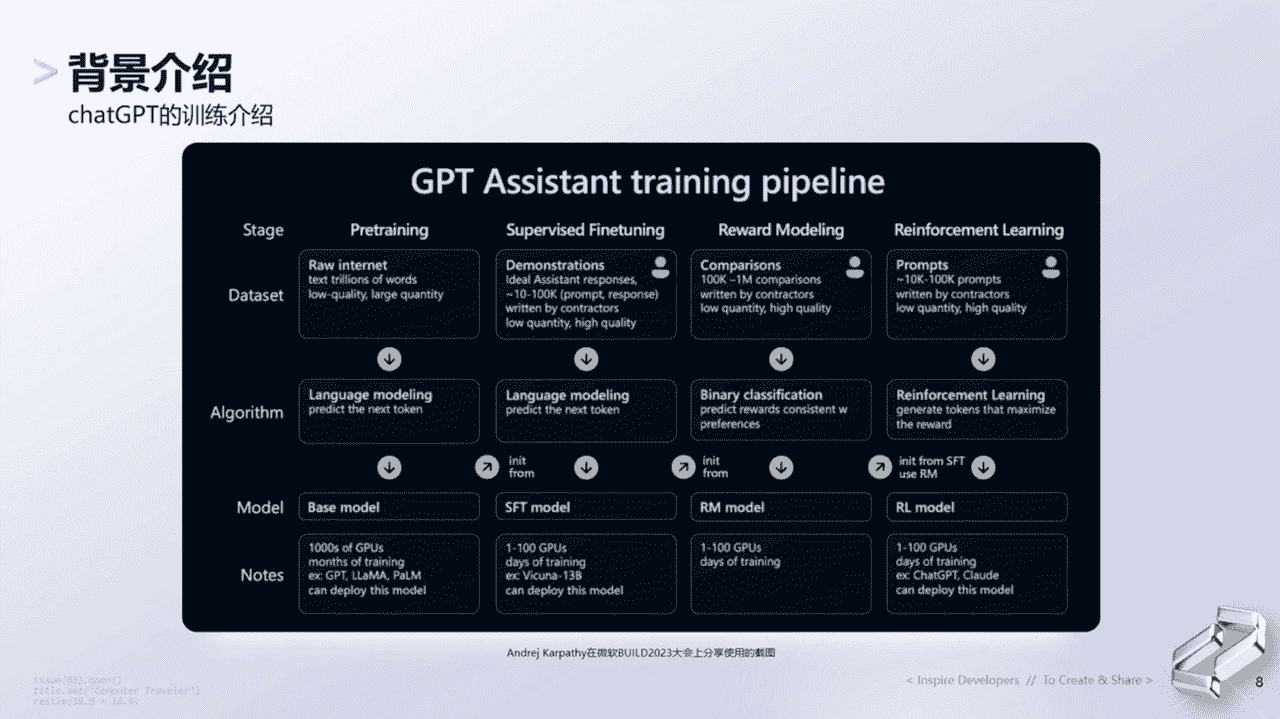 > 背景介绍
chatGPT的训练介绍
GPT Assistant training pipeline
Stage
Pretraining
Supervised Finetuning
Reward Modeling
Reinforcement Learning
Dataset
Raw internet
text trillions of words
low-quality, large quantity
Demonstrations
Ideal Assistant responses,
~10-100K (prompt, response)
written by contractors
low quantity, high quality
Comparisons
100K –1M comparisons
written by contractors
low quantity, high quality
Prompts
~10K-100K prompts
written by contractors
low quantity, high quality
Algorithm
Language modeling
predict the next token
Language modeling
predict the next token
Binary classification
predict rewards consistent w
preferences
Reinforcement Learning
generate tokens that maximize
the reward
init
from
init
from
init from SFT
use RM
Model
Base model
SFT model
RM model
RL model
Notes
1000s of GPUs
months of training
ex: GPT, LLaMA, PaLM
can deploy this model
1-100 GPUs
days of training
ex: Vicuna-13B
can deploy this model
1-100 GPUs
days of training
1-100 GPUs
days of training
ex: ChatGPT, Claude
can deploy this model
Andrej Karpathy在微软BUILD2023大会上分享使用的截图
title.set('Computer Traveler')
< Inspire Developers // To Create & Share >
8